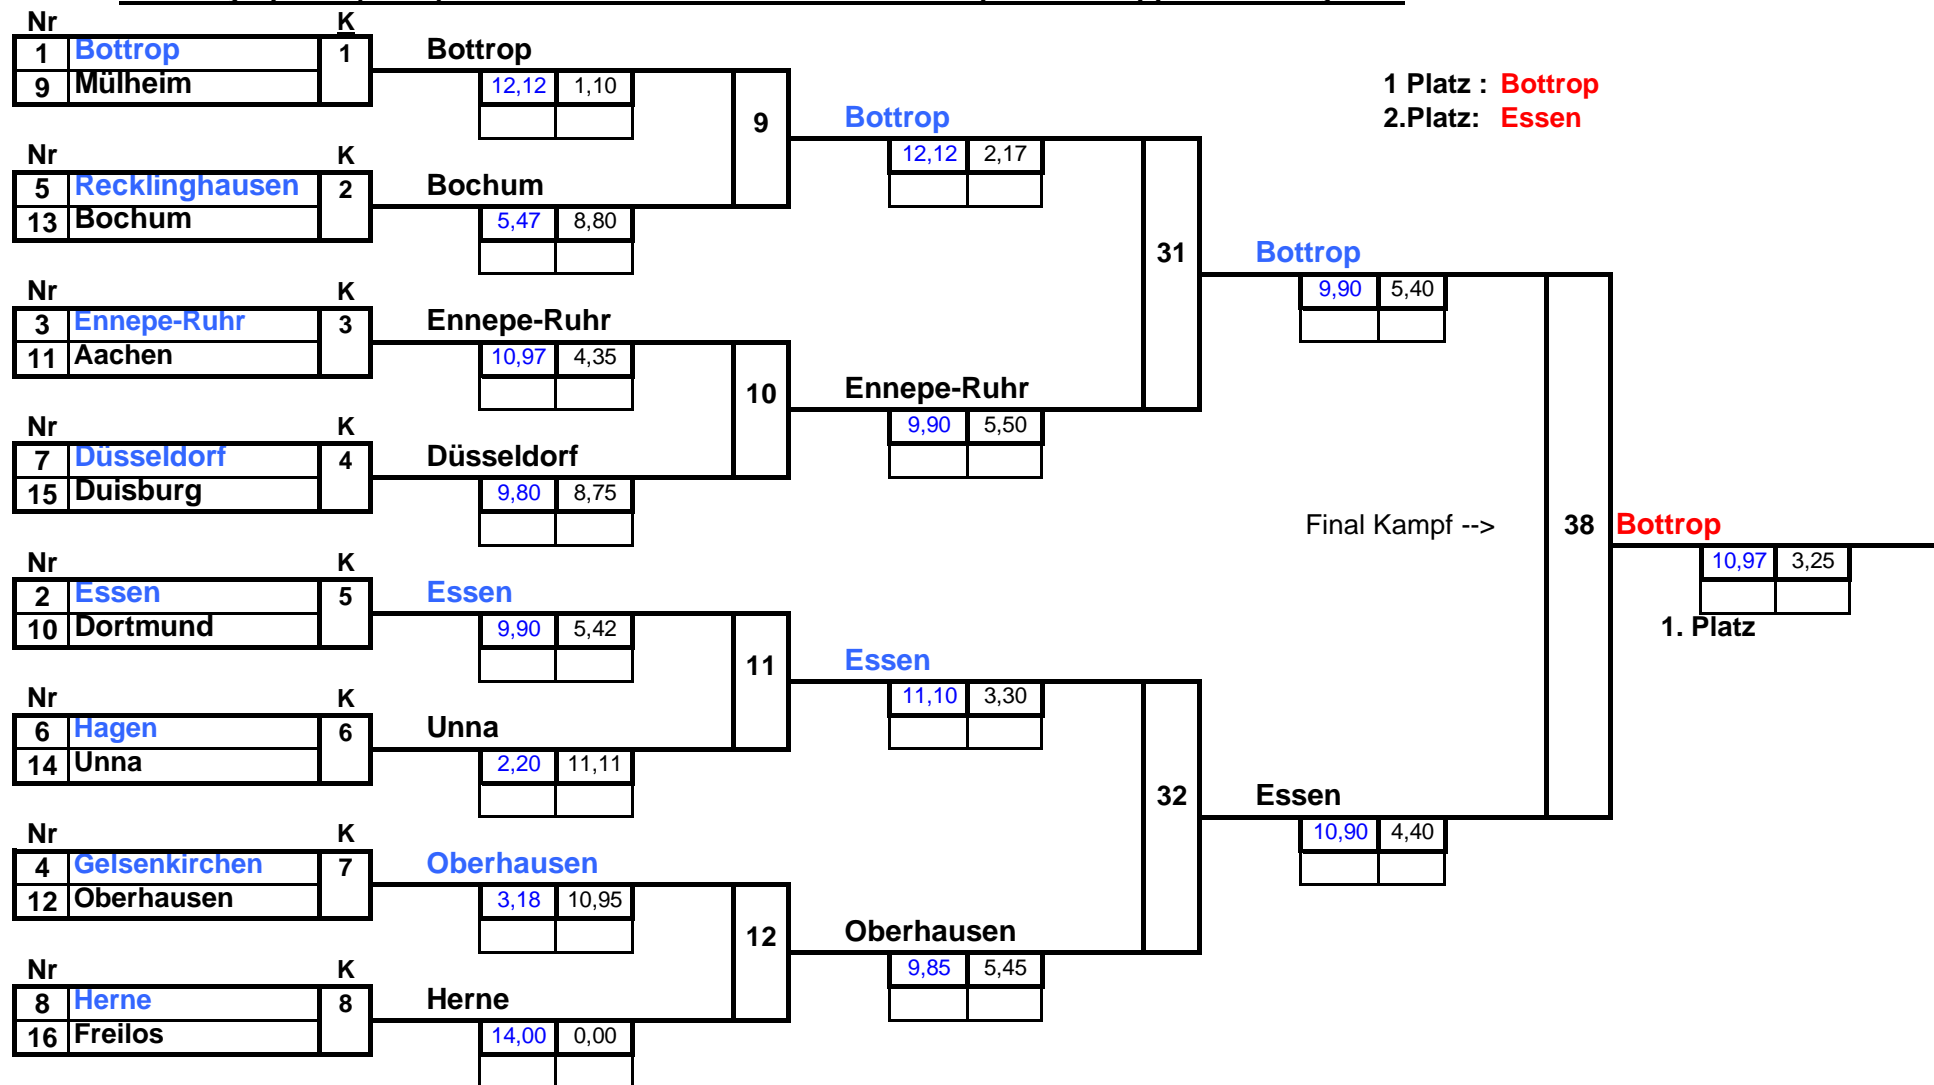 Nr K
1 Bottrop 1 Bottrop
9 Mülheim 12,12 1,10
1 Platz : Bottrop
9 Bottrop
2.Platz: Essen
Nr K
12,12 2,17
5 Recklinghausen 2 Bochum
13 Bochum 5,47 8,80
31 Bottrop
Nr K
9,90 5,40
3 Ennepe-Ruhr 3 Ennepe-Ruhr
11 Aachen 10,97 4,35
10 Ennepe-Ruhr
Nr K
9,90 5,50
7 Düsseldorf 4 Düsseldorf
15 Duisburg 9,80 8,75
Final Kampf --> 38 Bottrop
Nr K
10,97 3,25
2 Essen 5 Essen
10 Dortmund 9,90 5,42
1. Platz
11 Essen
Nr K
11,10 3,30
6 Hagen 6 Unna
14 Unna 2,20 11,11
32 Essen
Nr K
10,90 4,40
4 Gelsenkirchen 7 Oberhausen
12 Oberhausen 3,18 10,95
12 Oberhausen
Nr K
9,85 5,45
8 Herne 8 Herne
16 Freilos 14,00 0,00